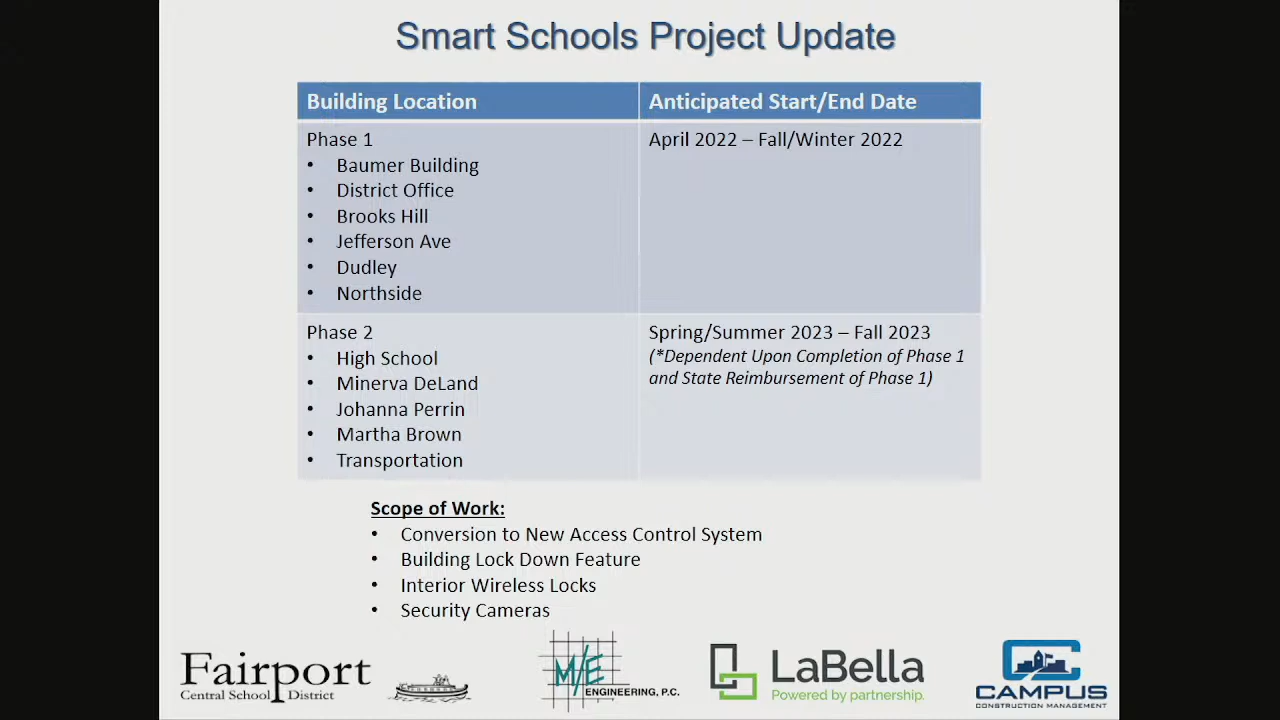 Smart Schools Project Update
Building Location
Anticipated Start/End Date
Phase 1
• Baumer Building
• District Office
• Brooks Hill
• Jefferson Ave
• Dudley
• Northside
April 2022 – Fall/Winter 2022
Phase 2
• High School
• Minerva DeLand
• Johanna Perrin
• Martha Brown
• Transportation
Spring/Summer 2023 – Fall 2023
(*Dependent Upon Completion of Phase 1
and State Reimbursement of Phase 1)
Scope of Work:
• Conversion to New Access Control System
• Building Lock Down Feature
• Interior Wireless Locks
• Security Cameras
Fairport
Central School District
M/E
ENGINEERING, P.C.
LaBella
Powered by partnership.
CAMPUS
CONSTRUCTION MANAGEMENT